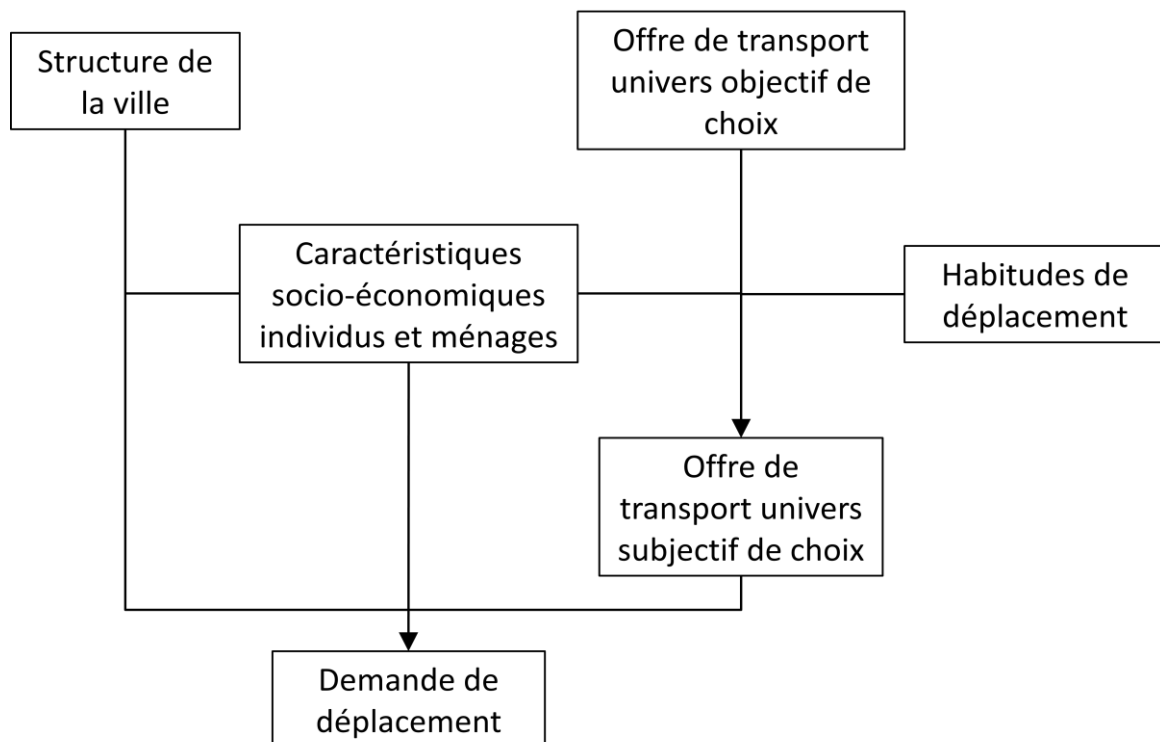 Structure de
la ville
Offre de transport
univers objectif de
choix
Caractéristiques
socio-économiques
individus et ménages
Habitudes de
déplacement
Offre de
transport univers
subjectif de choix
Demande de
déplacement